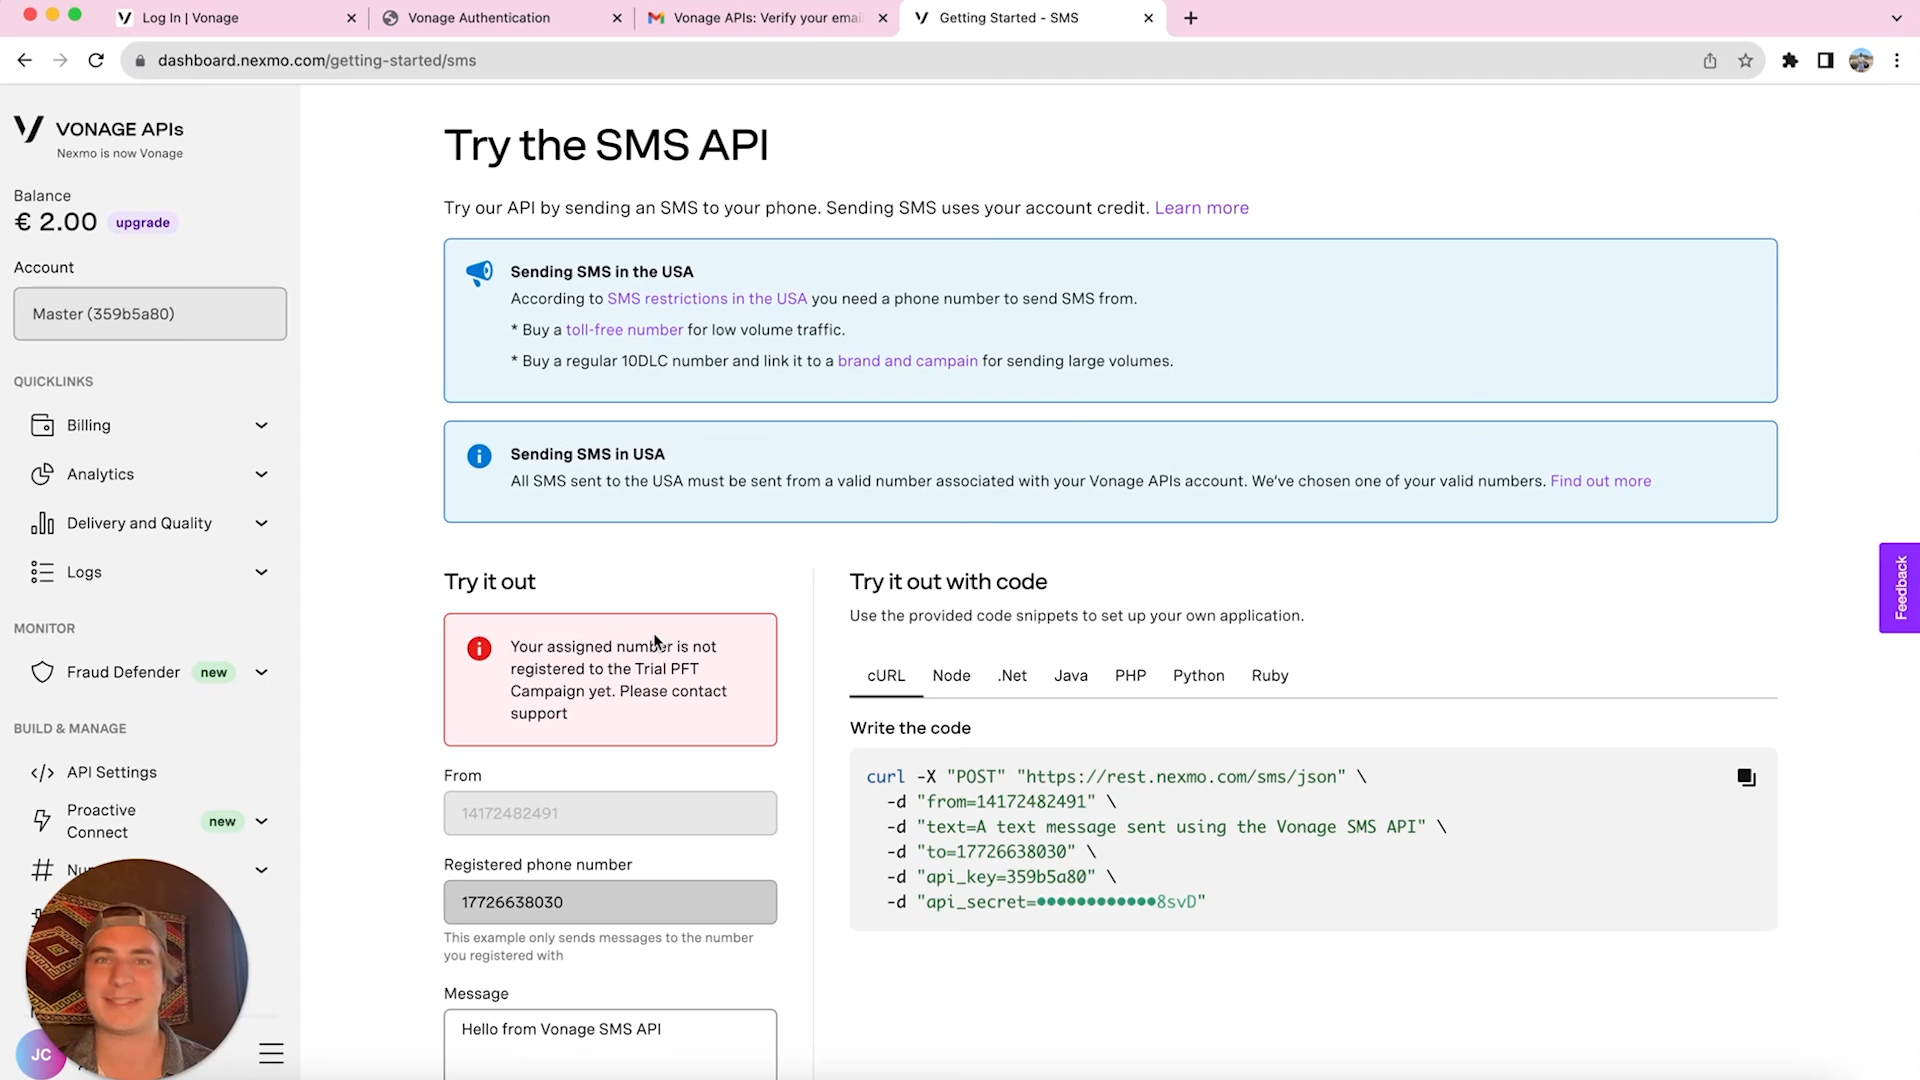 Log In | Vonage
Vonage Authentication
Vonage APIs: Verify your emai
Getting Started - SMS
dashboard.nexmo.com/getting-started/sms
VONAGE APIs
Nexmo is now Vonage
Balance
€ 2.00 upgrade
Account
Master (359b5a80)
QUICKLINKS
Billing
Analytics
Delivery and Quality
Logs
MONITOR
Fraud Defender new
BUILD & MANAGE
API Settings
Proactive
Connect
new
JC
Try the SMS API
Try our API by sending an SMS to your phone. Sending SMS uses your account credit. Learn more
Sending SMS in the USA
According to SMS restrictions in the USA you need a phone number to send SMS from.
* Buy a toll-free number for low volume traffic.
* Buy a regular 10DLC number and link it to a brand and campain for sending large volumes.
Sending SMS in USA
All SMS sent to the USA must be sent from a valid number associated with your Vonage APIs account. We've chosen one of your valid numbers. Find out more
Try it out
Your assigned number is not
registered to the Trial PFT
Campaign yet. Please contact
support
From
14172482491
Registered phone number
17726638030
This example only sends messages to the number
you registered with
Message
Hello from Vonage SMS API
Try it out with code
Use the provided code snippets to set up your own application.
cURL Node .Net Java PHP Python Ruby
Write the code
curl -X "POST" "https://rest.nexmo.com/sms/json" \
-d "from=14172482491" \
-d "text=A text message sent using the Vonage SMS API" \
-d "to=17726638030" \
-d "api_key=359b5a80" \
-d "api_secret=••••••••••••8svD"
Feedback